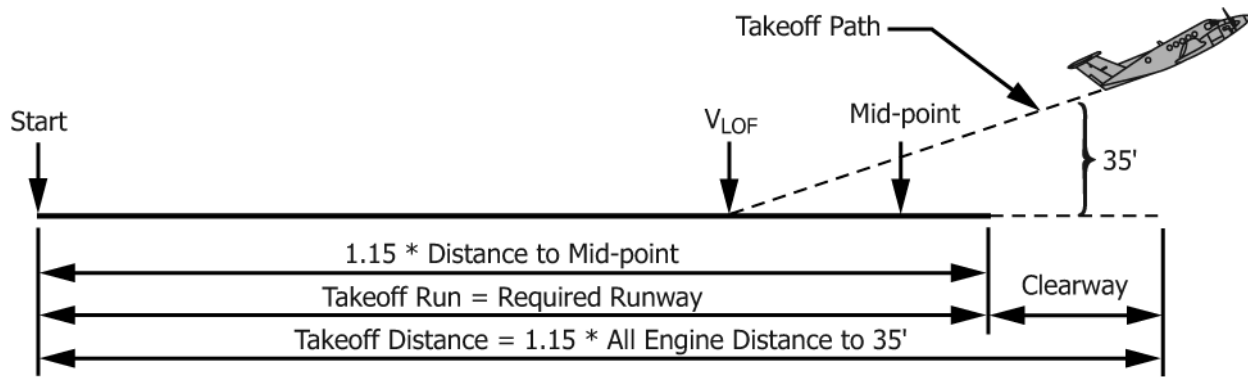 Takeoff Path
Start
V_LOF
Mid-point
35'
1.15 * Distance to Mid-point
Takeoff Run = Required Runway
Clearway
Takeoff Distance = 1.15 * All Engine Distance to 35'